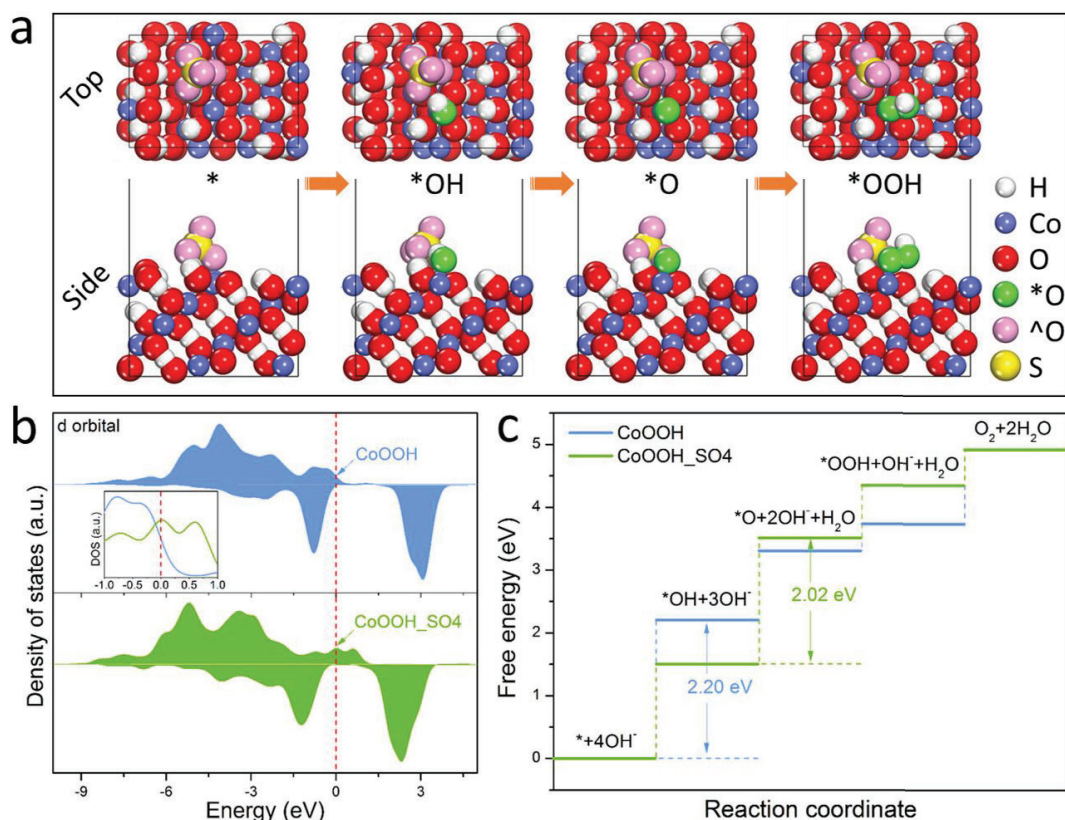 a
Top
*
*OH
*O
*OOH
Side
H
Co
O
*O
^O
S
b
d orbital
CoOOH
DOS (a.u.)
-1.0 -0.5 0.0 0.5 1.0
CoOOH_SO4
Density of states (a.u.)
-9 -6 -3 0 3
Energy (eV)
c
CoOOH
CoOOH_SO4
O₂+2H₂O
*OOH+OH⁻+H₂O
*O+2OH⁻+H₂O
*OH+3OH⁻
*+4OH⁻
2.02 eV
2.20 eV
5
4
3
2
1
0
Free energy (eV)
Reaction coordinate